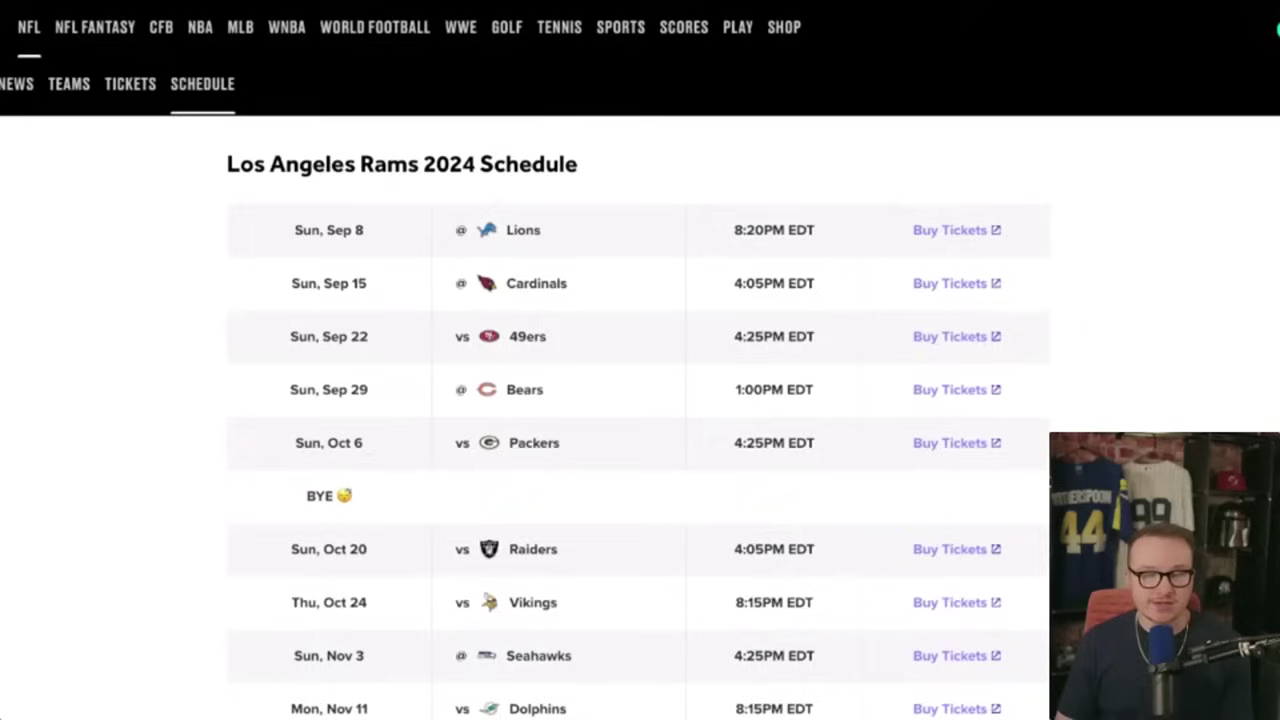 NFL NFL FANTASY CFB NBA MLB WNBA WORLD FOOTBALL WWE GOLF TENNIS SPORTS SCORES PLAY SHOP
NEWS TEAMS TICKETS SCHEDULE
Los Angeles Rams 2024 Schedule
Sun, Sep 8 @ Lions 8:20PM EDT Buy Tickets
Sun, Sep 15 @ Cardinals 4:05PM EDT Buy Tickets
Sun, Sep 22 vs 49ers 4:25PM EDT Buy Tickets
Sun, Sep 29 @ Bears 1:00PM EDT Buy Tickets
Sun, Oct 6 vs Packers 4:25PM EDT Buy Tickets
BYE 😴
Sun, Oct 20 vs Raiders 4:05PM EDT Buy Tickets
Thu, Oct 24 vs Vikings 8:15PM EDT Buy Tickets
Sun, Nov 3 @ Seahawks 4:25PM EDT Buy Tickets
Mon, Nov 11 vs Dolphins 8:15PM EDT Buy Tickets
44
99